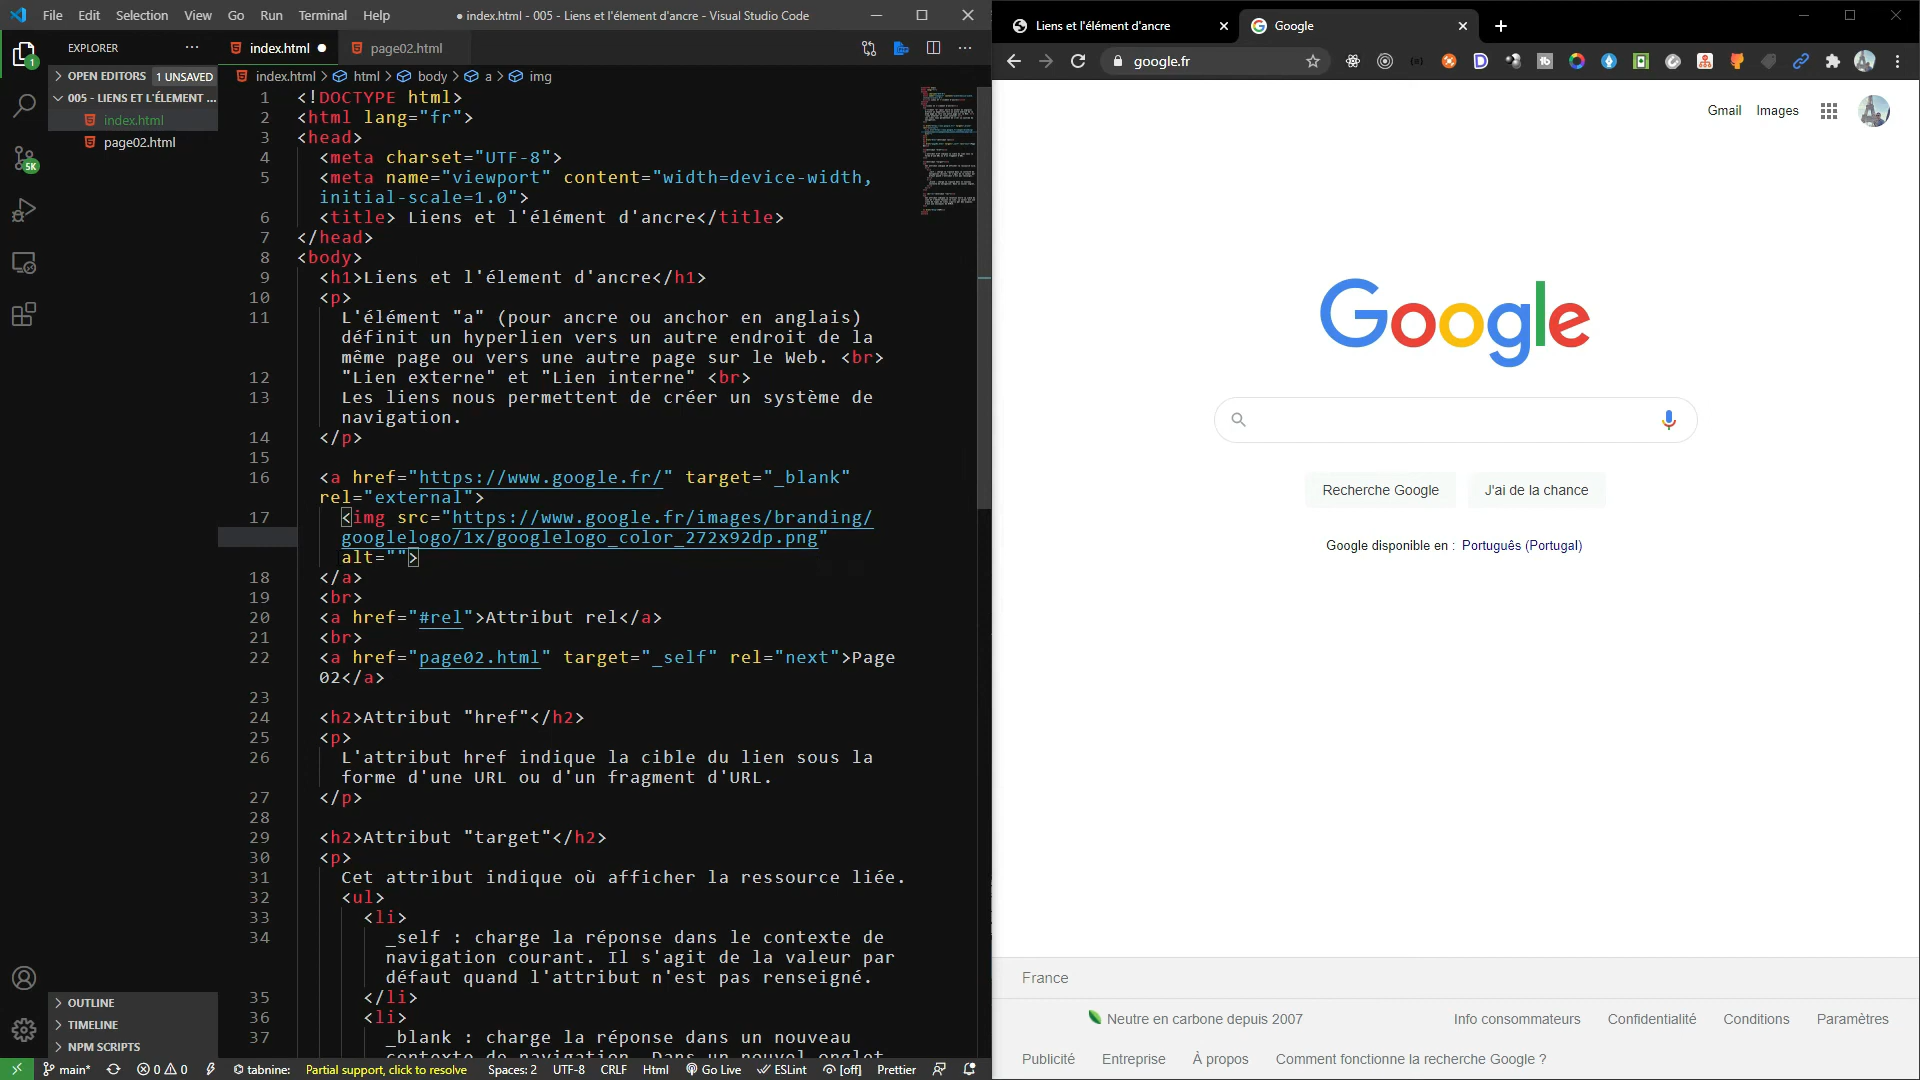 File Edit Selection View Go Run Terminal Help
● index.html - 005 - Liens et l'élement d'ancre - Visual Studio Code
EXPLORER
OPEN EDITORS 1 UNSAVED
005 - LIENS ET L'ÉLEMENT ...
index.html
page02.html
1
5K
OUTLINE
TIMELINE
NPM SCRIPTS
index.html page02.html
index.html > html > body > a > img
1 <!DOCTYPE html>
2 <html lang="fr">
3 <head>
4 <meta charset="UTF-8">
5 <meta name="viewport" content="width=device-width,
initial-scale=1.0">
6 <title> Liens et l'élément d'ancre</title>
7 </head>
8 <body>
9 <h1>Liens et l'élement d'ancre</h1>
10 <p>
11 L'élément "a" (pour ancre ou anchor en anglais)
définit un hyperlien vers un autre endroit de la
même page ou vers une autre page sur le Web. <br>
12 "Lien externe" et "Lien interne" <br>
13 Les liens nous permettent de créer un système de
navigation.
14 </p>
15
16 <a href="https://www.google.fr/" target="_blank"
rel="external">
17 <img src="https://www.google.fr/images/branding/
googlelogo/1x/googlelogo_color_272x92dp.png"
alt="">
18 </a>
19 <br>
20 <a href="#rel">Attribut rel</a>
21 <br>
22 <a href="page02.html" target="_self" rel="next">Page
02</a>
23
24 <h2>Attribut "href"</h2>
25 <p>
26 L'attribut href indique la cible du lien sous la
forme d'une URL ou d'un fragment d'URL.
27 </p>
28
29 <h2>Attribut "target"</h2>
30 <p>
31 Cet attribut indique où afficher la ressource liée.
32 <ul>
33 <li>
34 _self : charge la réponse dans le contexte de
navigation courant. Il s'agit de la valeur par
défaut quand l'attribut n'est pas renseigné.
35 </li>
36 <li>
37 _blank : charge la réponse dans un nouveau
contexte de navigation. Dans un nouvel onglet
main* 0 0 tabnine: Partial support, click to resolve Spaces: 2 UTF-8 CRLF Html Go Live ESLint [off] Prettier
Liens et l'élément d'ancre Google
google.fr
Gmail Images
Google
Recherche Google J'ai de la chance
Google disponible en : Português (Portugal)
France
Neutre en carbone depuis 2007 Info consommateurs Confidentialité Conditions Paramètres
Publicité Entreprise À propos Comment fonctionne la recherche Google ?